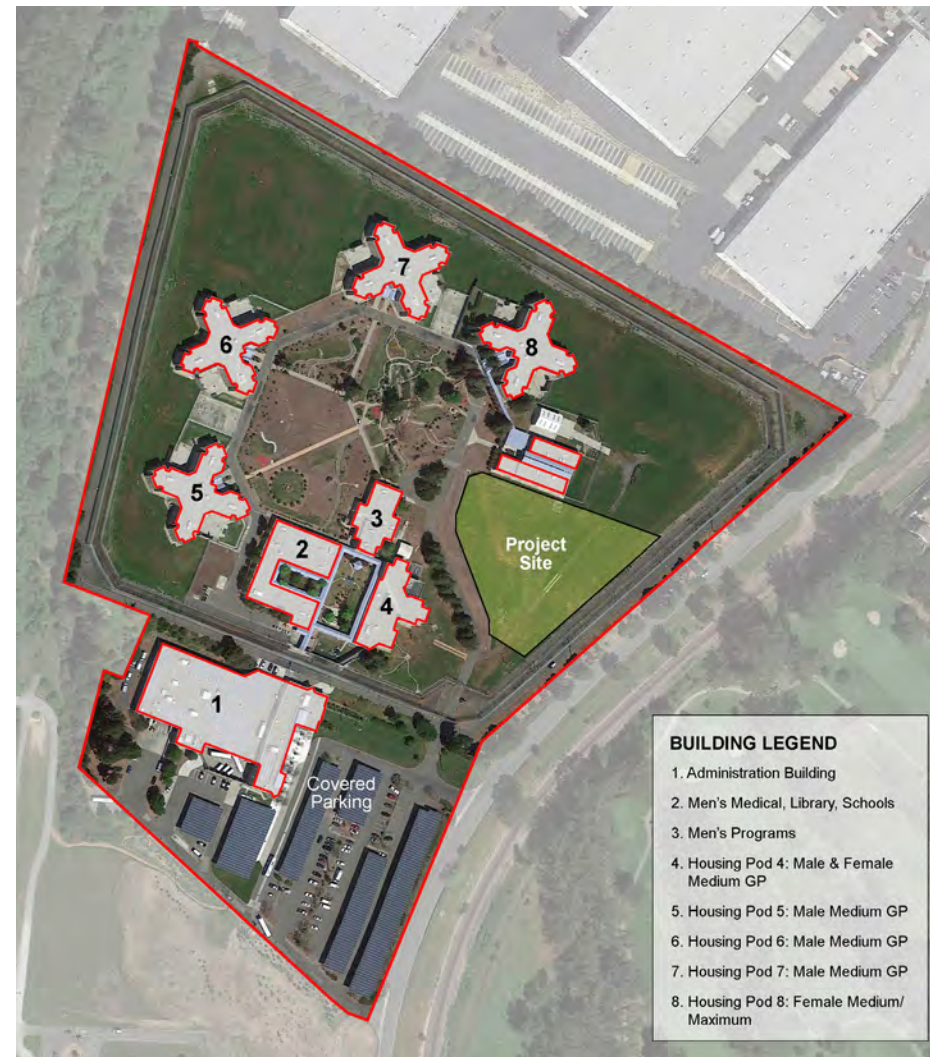 7
6
8
5
3
2
Project
Site
4
1
Covered
Parking
BUILDING LEGEND
1. Administration Building
2. Men's Medical, Library, Schools
3. Men's Programs
4. Housing Pod 4: Male & Female
Medium GP
5. Housing Pod 5: Male Medium GP
6. Housing Pod 6: Male Medium GP
7. Housing Pod 7: Male Medium GP
8. Housing Pod 8: Female Medium/
Maximum